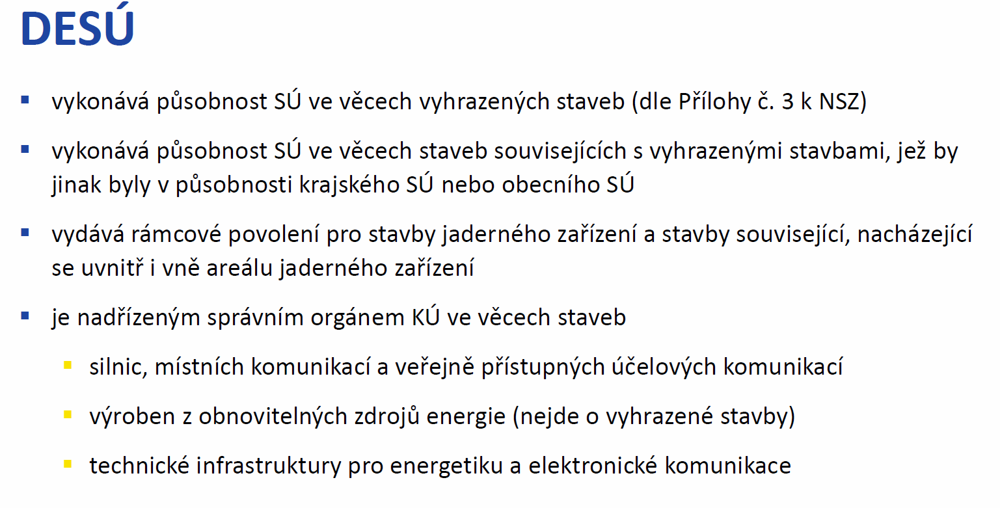 DESÚ
▪ vykonává působnost SÚ ve věcech vyhrazených staveb (dle Přílohy č. 3 k NSZ)
▪ vykonává působnost SÚ ve věcech staveb souvisejících s vyhrazenými stavbami, jež by
jinak byly v působnosti krajského SÚ nebo obecního SÚ
▪ vydává rámcové povolení pro stavby jaderného zařízení a stavby související, nacházející
se uvnitř i vně areálu jaderného zařízení
▪ je nadřízeným správním orgánem KÚ ve věcech staveb
▪ silnic, místních komunikací a veřejně přístupných účelových komunikací
▪ výroben z obnovitelných zdrojů energie (nejde o vyhrazené stavby)
▪ technické infrastruktury pro energetiku a elektronické komunikace